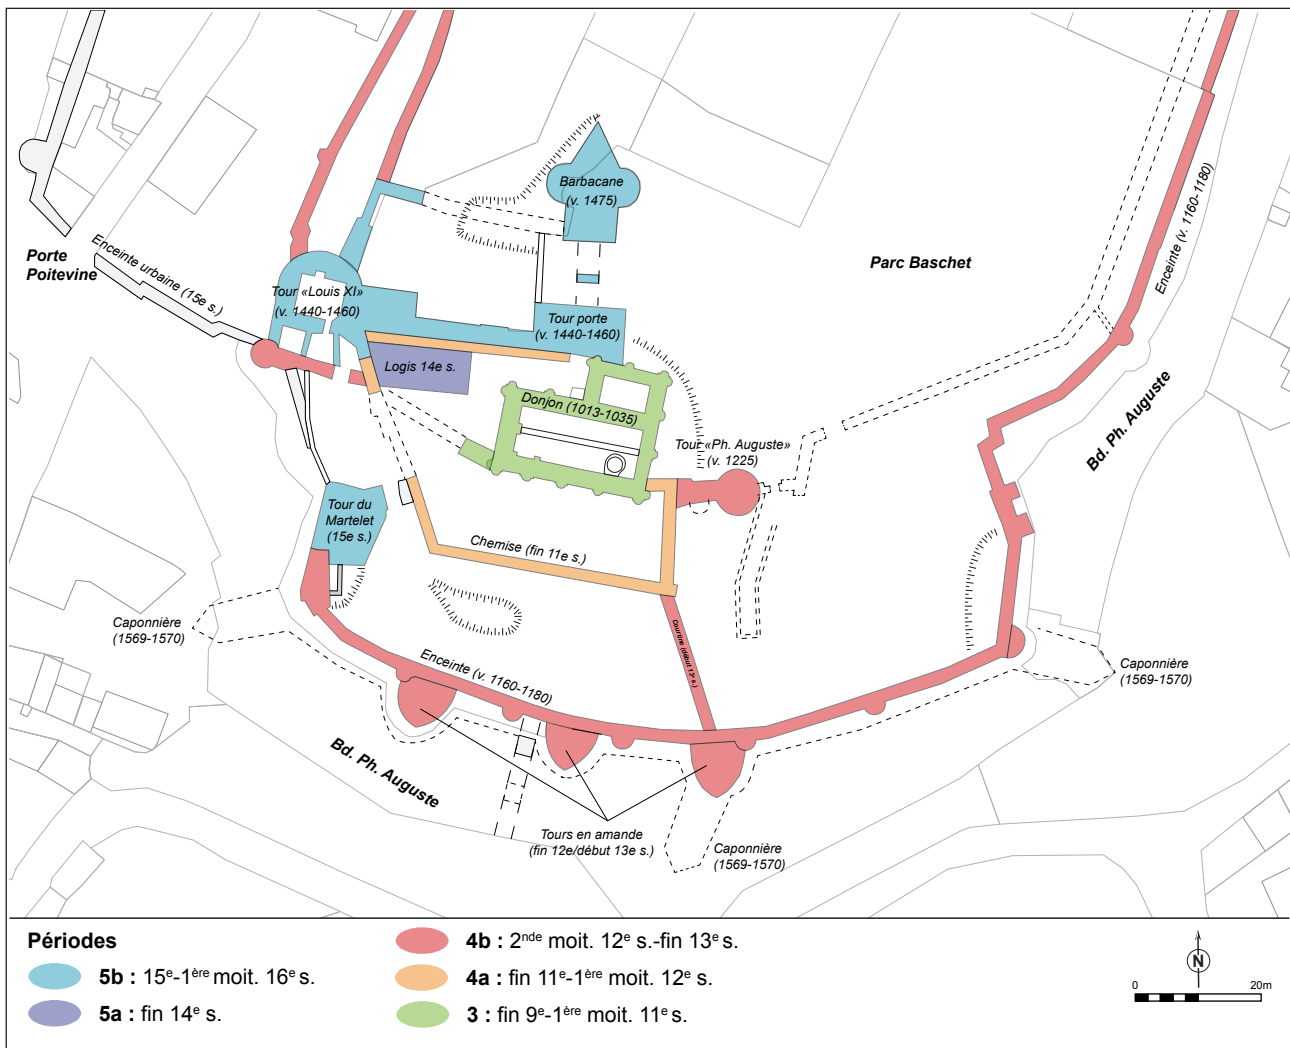 Barbacane
(v. 1475)
Enceinte (v. 1160-1180)
Porte
Poitevine
Enceinte urbaine (15e s.)
Parc Baschet
Tour «Louis XI»
(v. 1440-1460)
Tour porte
(v. 1440-1460)
Logis 14e s.
Donjon (1013-1035)
Bd. Ph. Auguste
Tour «Ph. Auguste»
(v. 1225)
Tour du
Martelet
(15e s.)
Chemise (fin 11e s.)
Caponnière
(1569-1570)
Courtine (début 13e s.)
Enceinte (v. 1160-1180)
Caponnière
(1569-1570)
Bd. Ph. Auguste
Tours en amande
(fin 12e/début 13e s.)
Caponnière
(1569-1570)
Périodes
5b : 15e-1ère moit. 16e s.
5a : fin 14e s.
4b : 2nde moit. 12e s.-fin 13e s.
4a : fin 11e-1ère moit. 12e s.
3 : fin 9e-1ère moit. 11e s.
N
0 20m